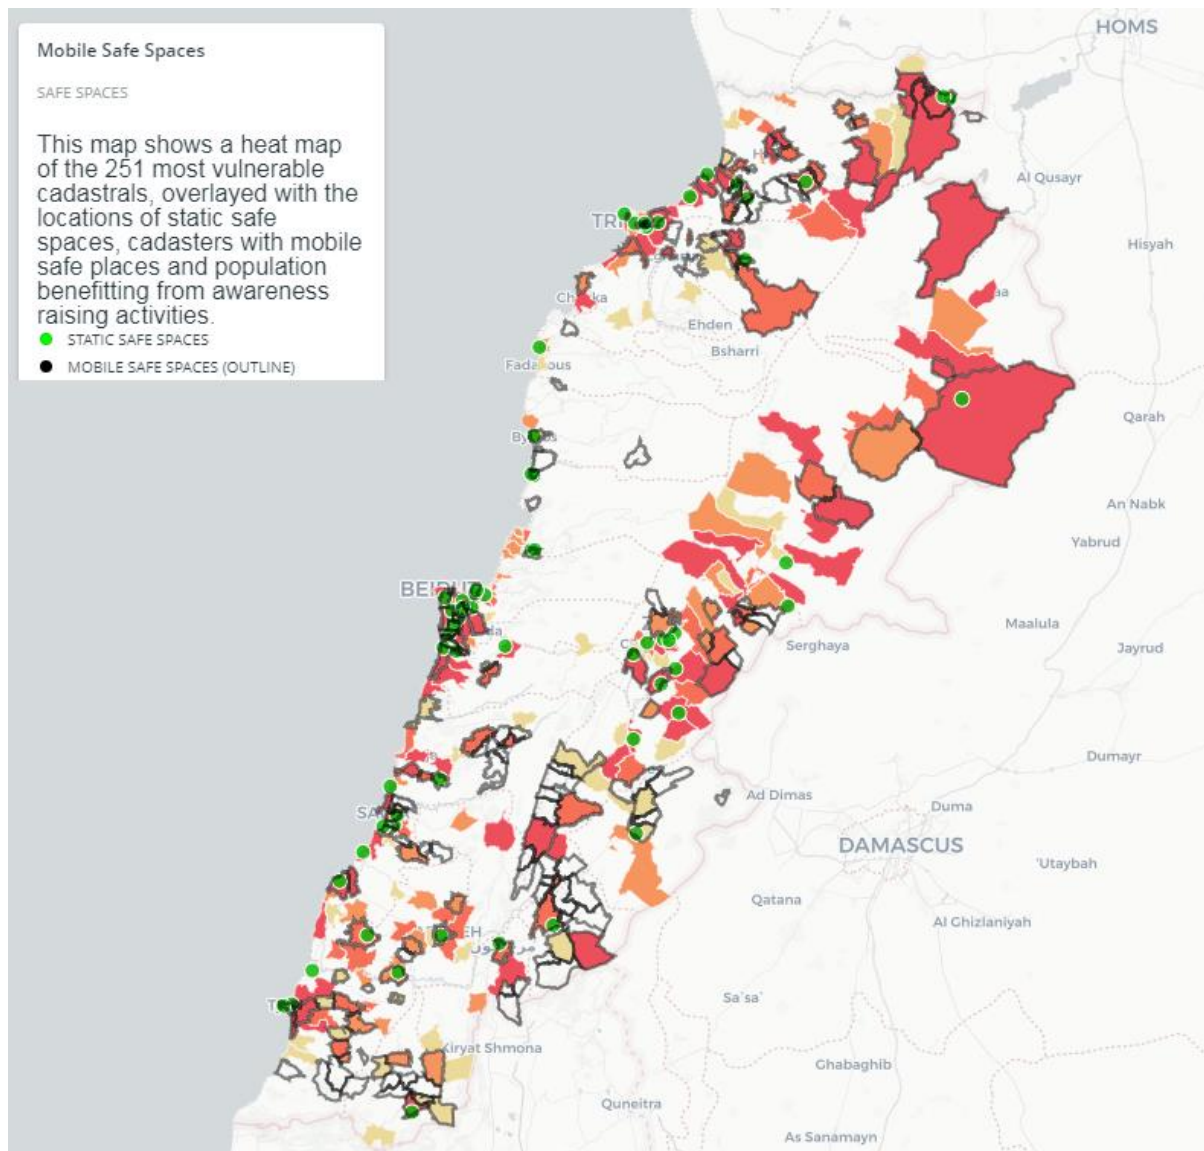 Mobile Safe Spaces
SAFE SPACES
This map shows a heat map
of the 251 most vulnerable
cadastrals, overlayed with the
locations of static safe
spaces, cadasters with mobile
safe places and population
benefitting from awareness
raising activities.
STATIC SAFE SPACES
MOBILE SAFE SPACES (OUTLINE)
HOMS
Al Qusayr
Hisyah
Ehden
Bsharri
Qarah
An Nabk
Yabrud
Maalula
Serghaya
Jayrud
Dumayr
Ad Dimas
Duma
DAMASCUS
'Utaybah
Qatana
Al Ghizlaniyah
Sa`sa`
Kiryat Shmona
Ghabaghib
Quneitra
As Sanamayn